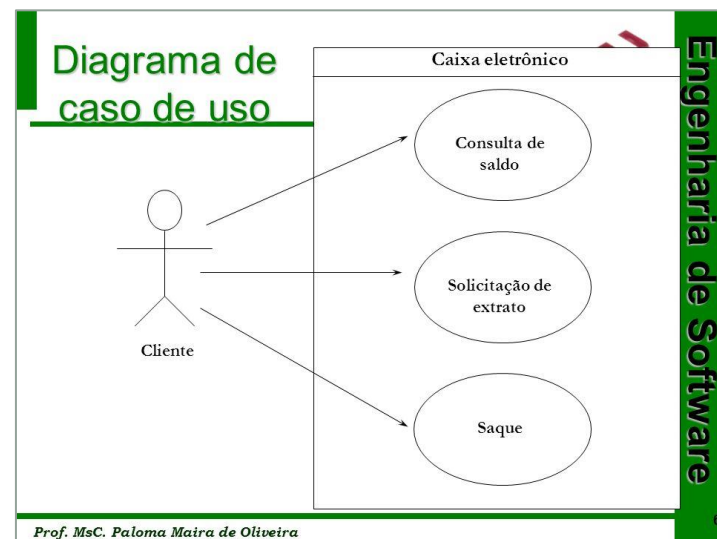 Diagrama de
caso de uso
Caixa eletrônico
Consulta de
saldo
Solicitação de
extrato
Saque
Cliente
Engenharia de Software
Prof. MsC. Paloma Maira de Oliveira